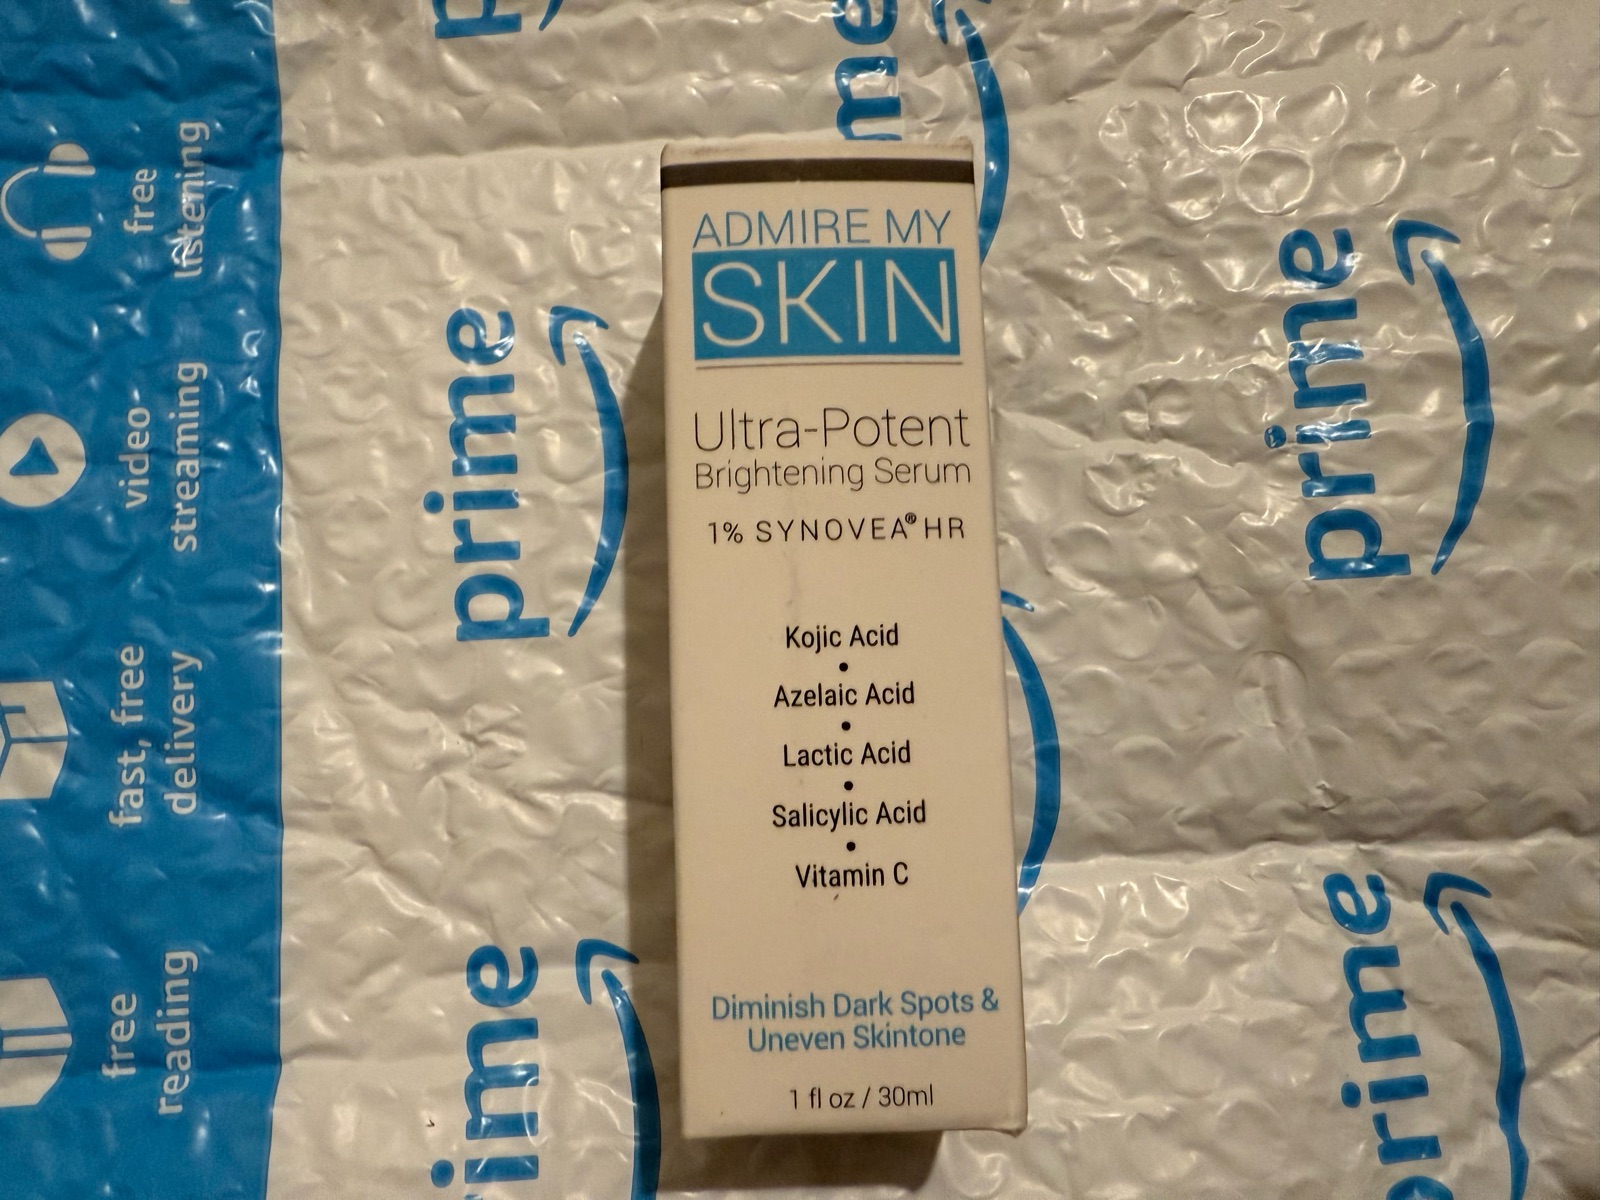 ADMIRE MY
SKIN
Ultra-Potent
Brightening Serum
1% SYNOVEA® HR
Kojic Acid
•
Azelaic Acid
•
Lactic Acid
•
Salicylic Acid
•
Vitamin C
Diminish Dark Spots &
Uneven Skintone
1 fl oz / 30ml
free
listening
video
streaming
fast, free
delivery
free
reading
prime
prime
prime
prime